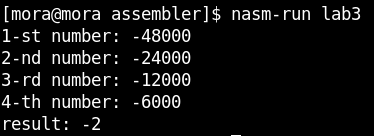 [mora@mora assembler]$ nasm-run lab3
1-st number: -48000
2-nd number: -24000
3-rd number: -12000
4-th number: -6000
result: -2